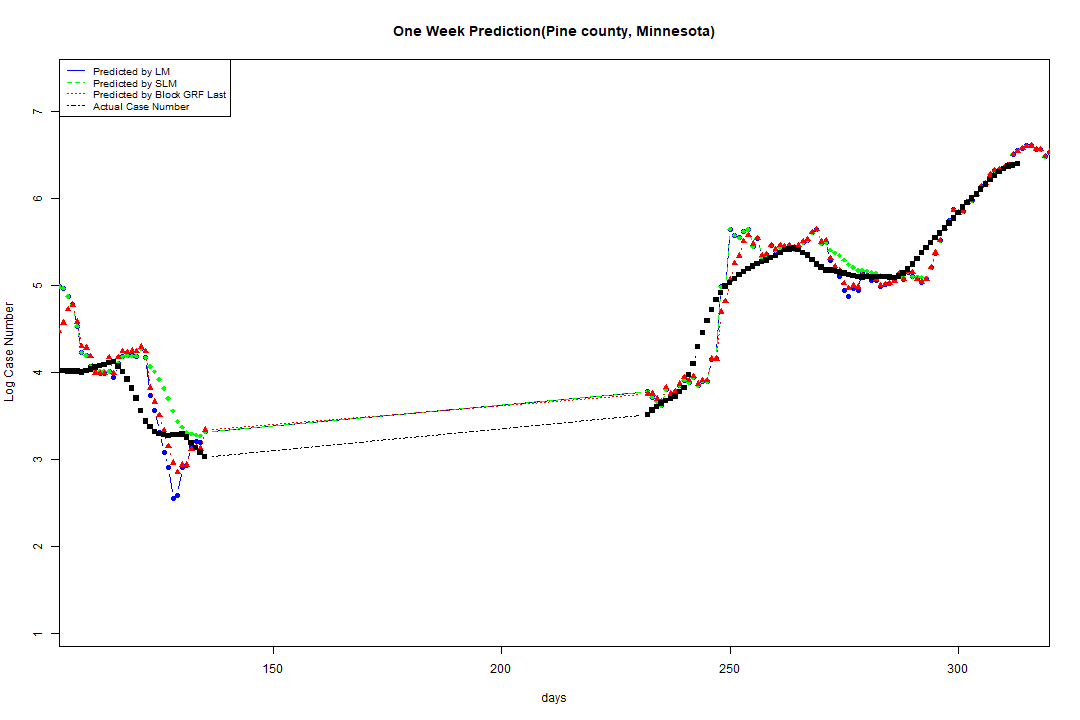 One Week Prediction(Pine county, Minnesota)
Predicted by LM
Predicted by SLM
Predicted by Block GRF Last
Actual Case Number
7
6
5
4
3
2
1
Log Case Number
150 200 250 300
days